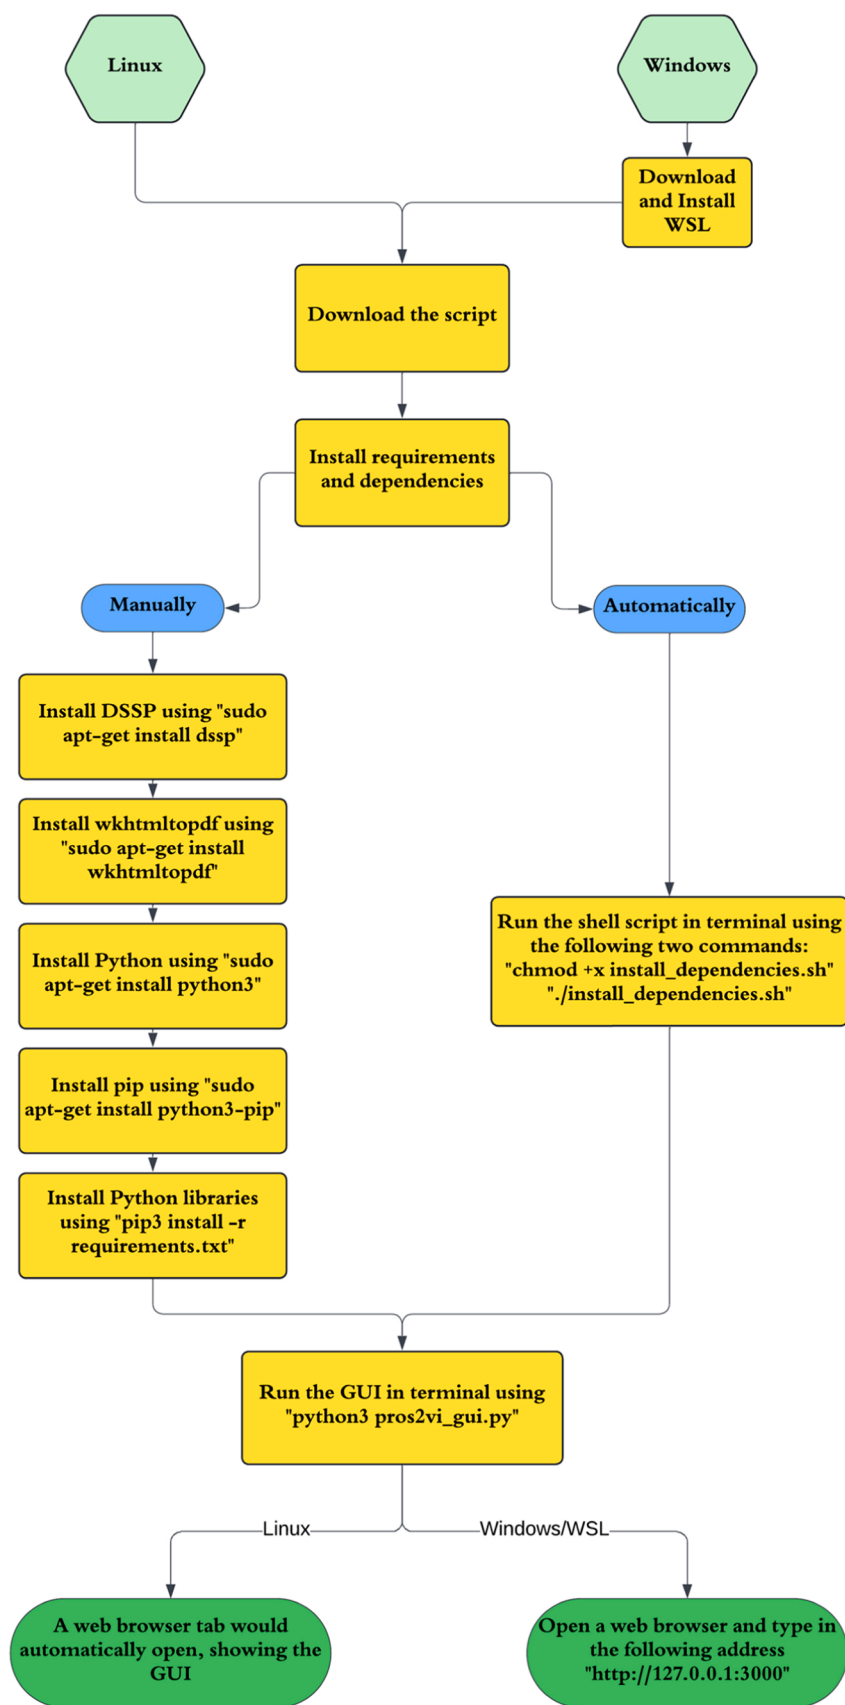 Linux
Windows
Download
and Install
WSL
Download the script
Install requirements
and dependencies
Manually
Automatically
Install DSSP using "sudo
apt-get install dssp"
Install wkhtmltopdf using
"sudo apt-get install
wkhtmltopdf"
Install Python using "sudo
apt-get install python3"
Install pip using "sudo
apt-get install python3-pip"
Install Python libraries
using "pip3 install -r
requirements.txt"
Run the shell script in terminal using
the following two commands:
"chmod +x install_dependencies.sh"
"./install_dependencies.sh"
Run the GUI in terminal using
"python3 pros2vi_gui.py"
Linux
Windows/WSL
A web browser tab would
automatically open, showing the
GUI
Open a web browser and type in
the following address
"http://127.0.0.1:3000"